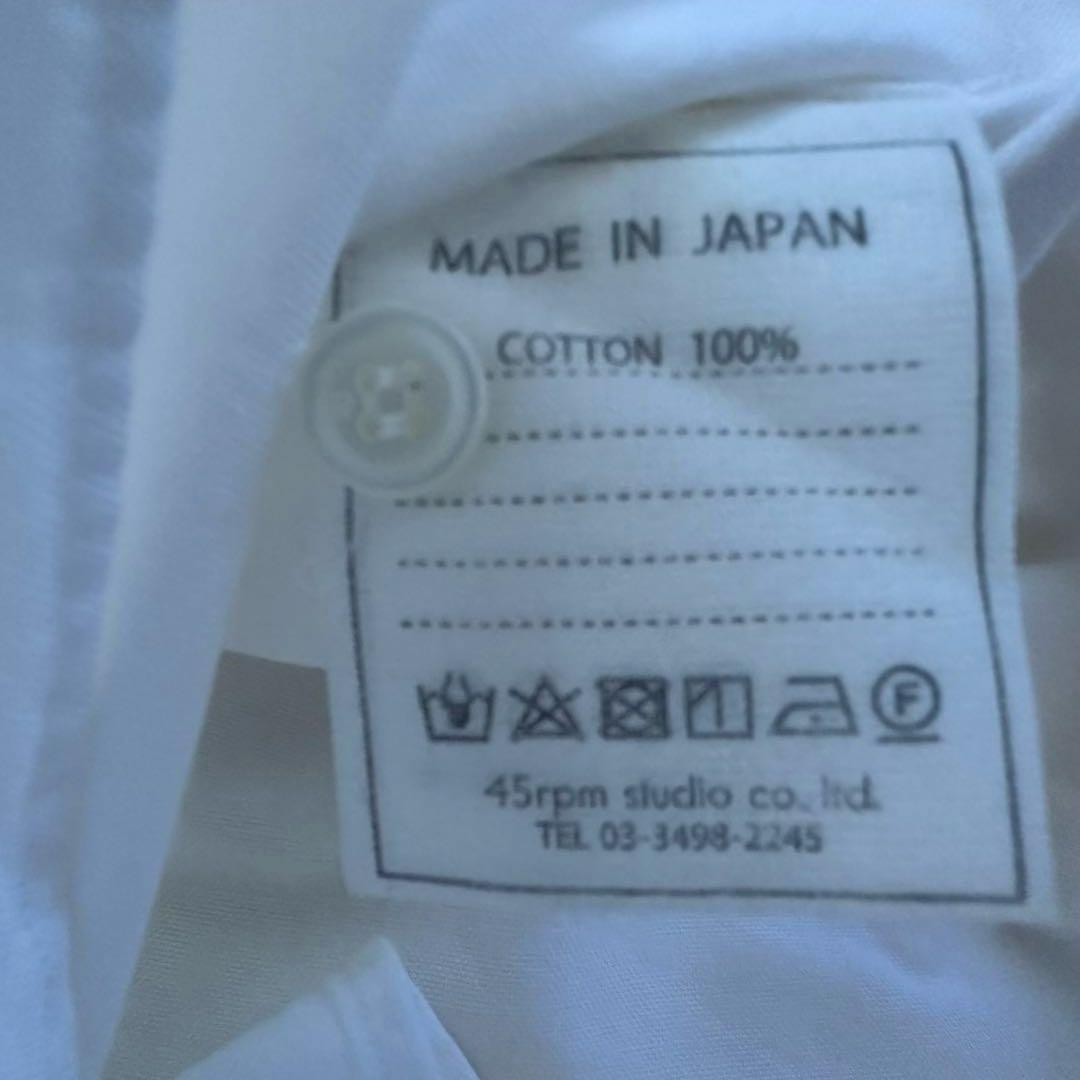 MADE IN JAPAN
COTTON 100%
F
45rpm studio co., ltd.
TEL 03-3498-2245